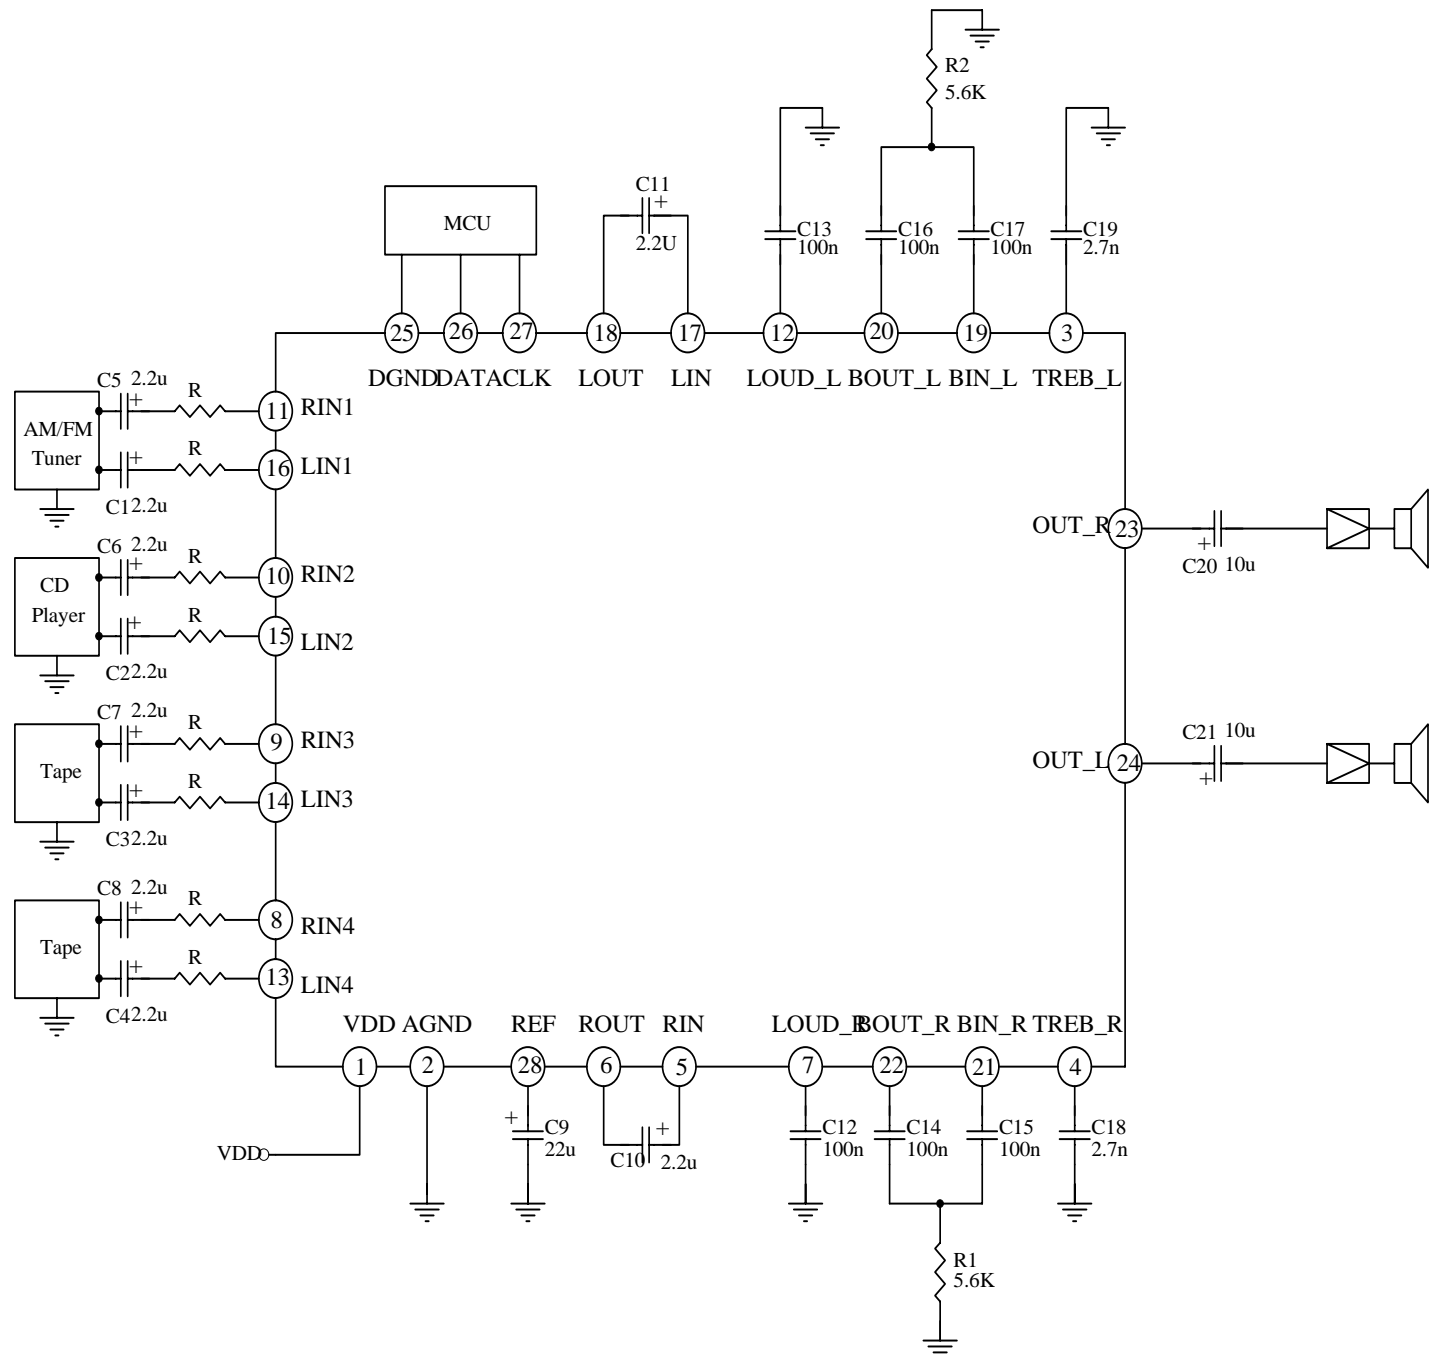 R2
5.6K
C11
+
MCU
2.2U
C13
100n
C16
100n
C17
100n
C19
2.7n
25
26
27
18
17
12
20
19
3
DGND
DATA
CLK
LOUT
LIN
LOUD_L
BOUT_L
BIN_L
TREB_L
C5 2.2u
+
R
11
RIN1
AM/FM
Tuner
+
R
16
LIN1
C1 2.2u
C6 2.2u
+
R
10
RIN2
CD
Player
+
R
15
LIN2
C2 2.2u
OUT_R
23
+
C20 10u
C7 2.2u
+
R
9
RIN3
Tape
+
R
14
LIN3
C3 2.2u
OUT_L
24
C21 10u
+
C8 2.2u
+
R
8
RIN4
Tape
+
R
13
LIN4
C4 2.2u
VDD
AGND
REF
ROUT
RIN
LOUD_R
BOUT_R
BIN_R
TREB_R
1
2
28
6
5
7
22
21
4
VDD
+
C9
22u
+
C10
2.2u
C12
100n
C14
100n
C15
100n
C18
2.7n
R1
5.6K